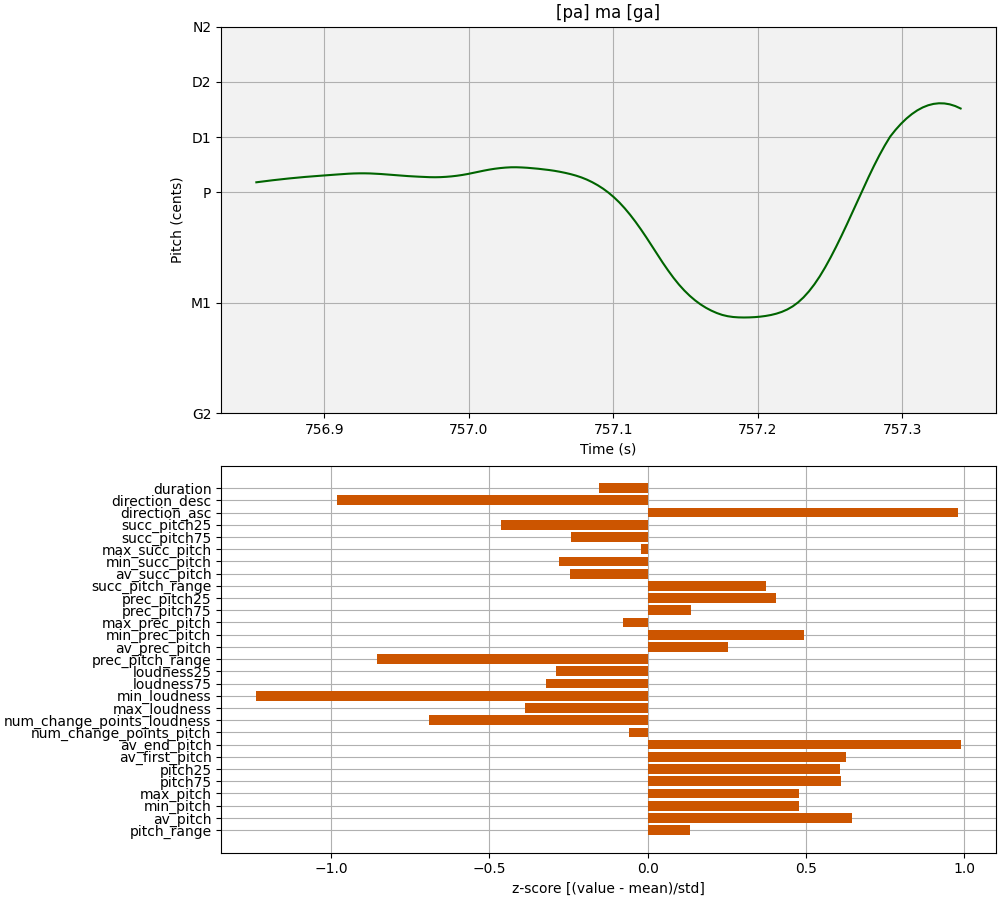 [pa] ma [ga]
N2
D2
D1
P
M1
G2
Pitch (cents)
756.9 757.0 757.1 757.2 757.3
Time (s)
duration
direction_desc
direction_asc
succ_pitch25
succ_pitch75
max_succ_pitch
min_succ_pitch
av_succ_pitch
succ_pitch_range
prec_pitch25
prec_pitch75
max_prec_pitch
min_prec_pitch
av_prec_pitch
prec_pitch_range
loudness25
loudness75
min_loudness
max_loudness
num_change_points_loudness
num_change_points_pitch
av_end_pitch
av_first_pitch
pitch25
pitch75
max_pitch
min_pitch
av_pitch
pitch_range
−1.0 −0.5 0.0 0.5 1.0
z-score [(value - mean)/std]